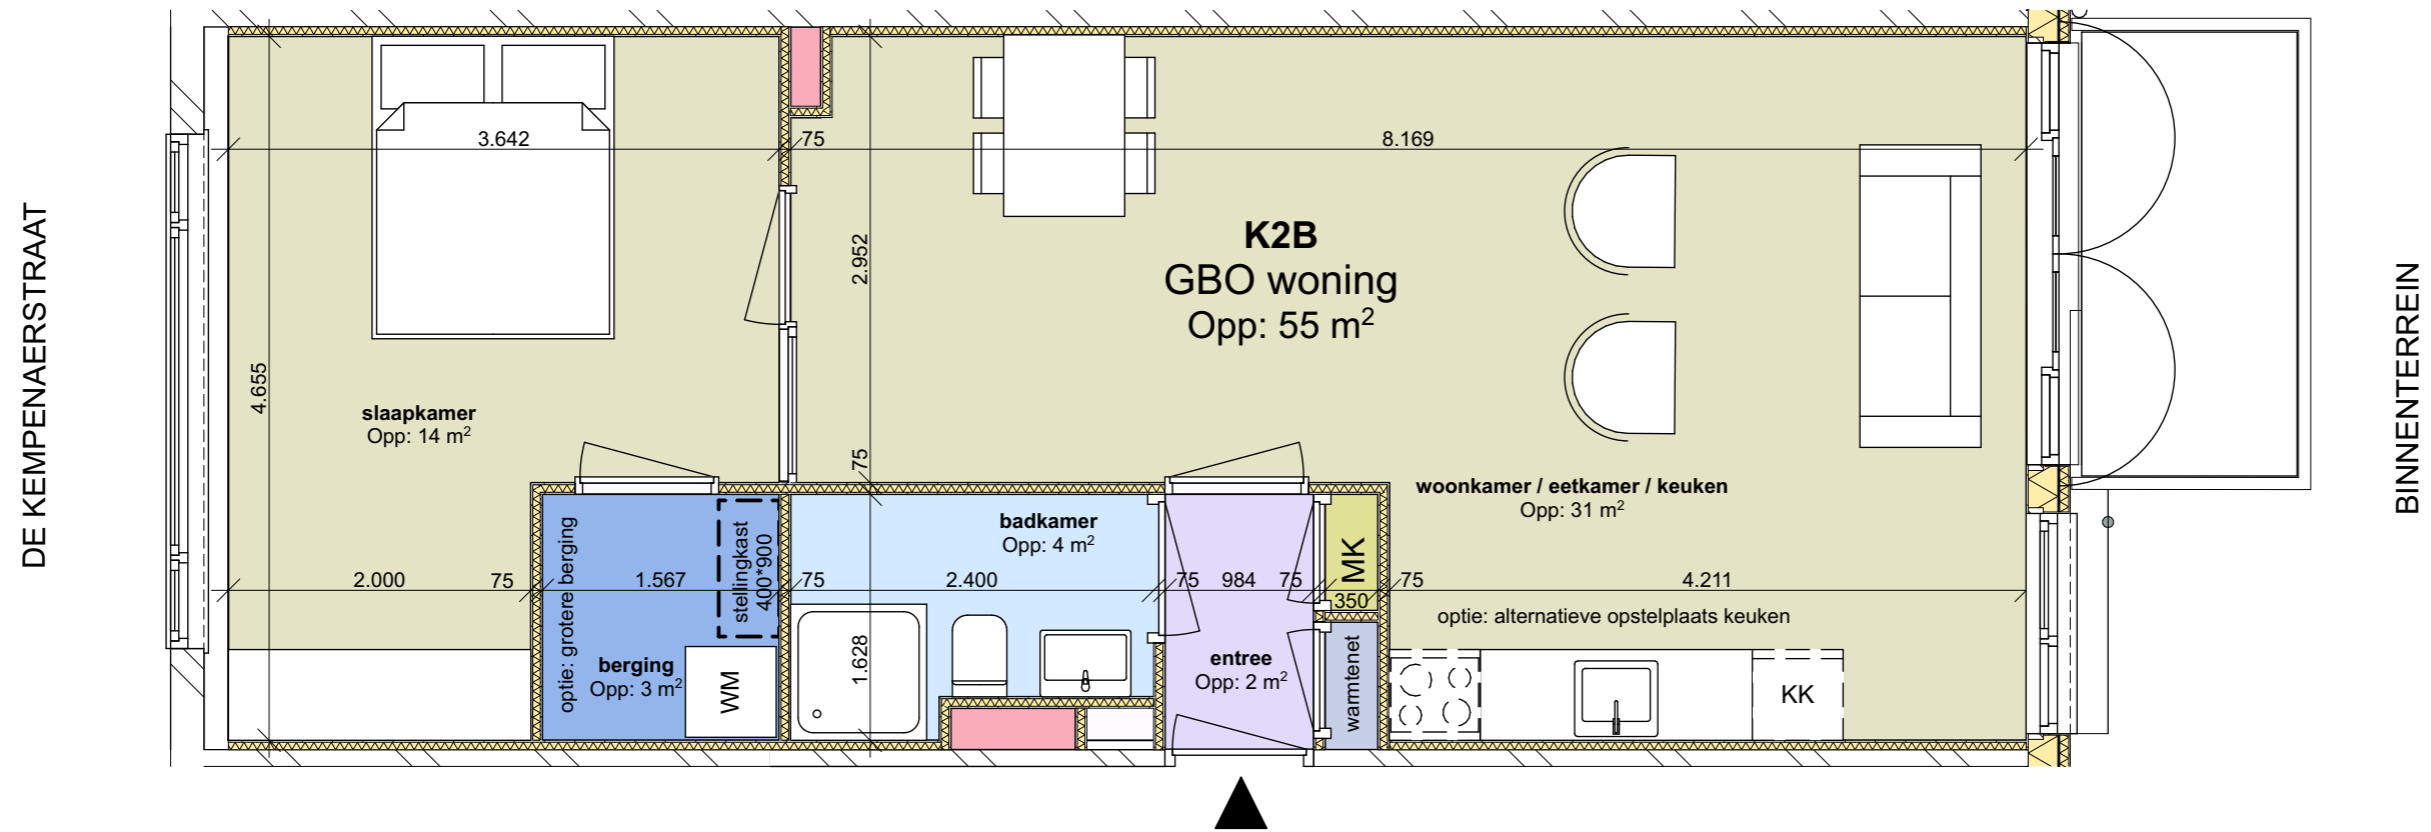 DE KEMPENAERSTRAAT
3.642
75
8.169
K2B
GBO woning
Opp: 55 m²
2.952
4.655
75
slaapkamer
Opp: 14 m²
woonkamer / eetkamer / keuken
Opp: 31 m²
badkamer
Opp: 4 m²
optie: grotere berging
stellingkast
400*900
MK
2.000
75
1.567
75
2.400
75
984
75
350
75
4.211
optie: alternatieve opstelplaats keuken
1.628
berging
Opp: 3 m²
WM
entree
Opp: 2 m²
warmtenet
KK
BINNENTERREIN